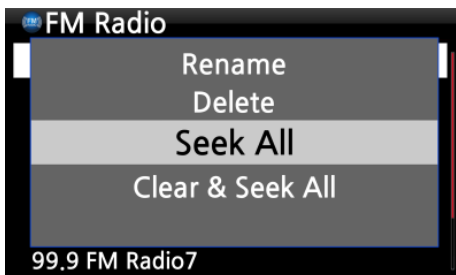 FM Radio
Rename
Delete
Seek All
Clear & Seek All
99.9 FM Radio7